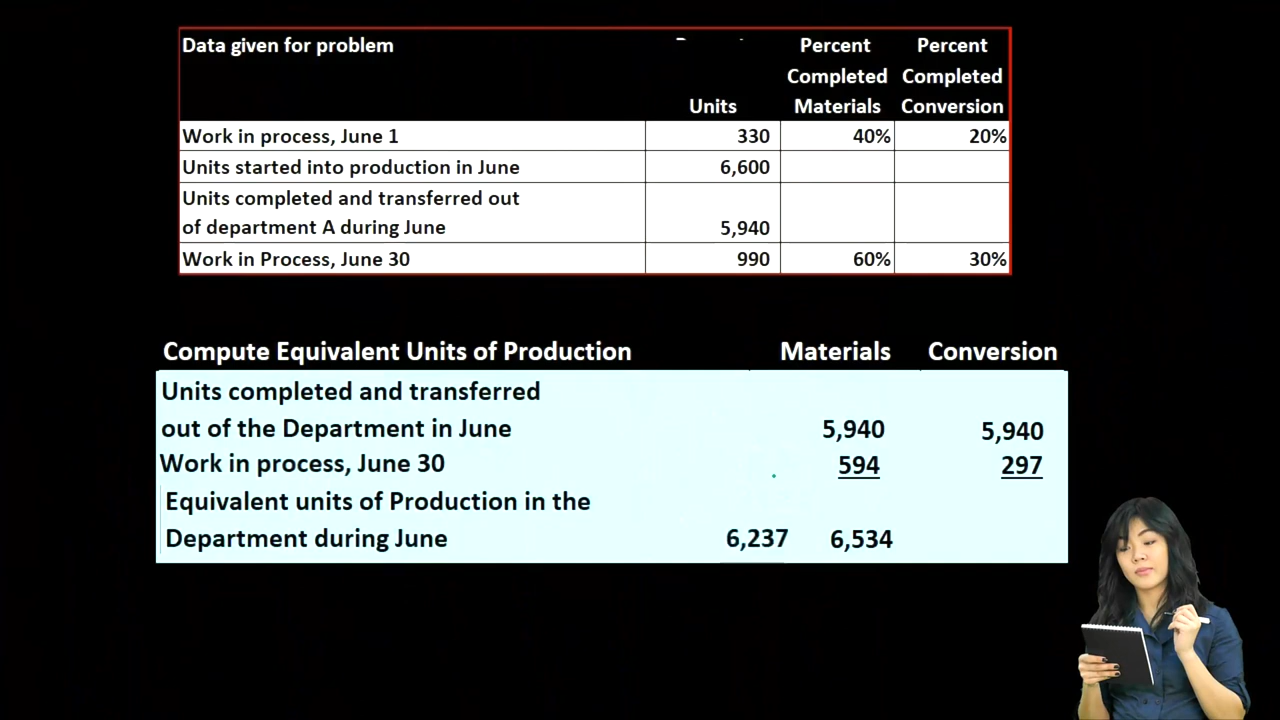 Data given for problem
Percent Percent
Completed Completed
Units Materials Conversion
Work in process, June 1 330 40% 20%
Units started into production in June 6,600
Units completed and transferred out
of department A during June 5,940
Work in Process, June 30 990 60% 30%
Compute Equivalent Units of Production Materials Conversion
Units completed and transferred
out of the Department in June 5,940 5,940
Work in process, June 30 594 297
Equivalent units of Production in the
Department during June 6,237 6,534